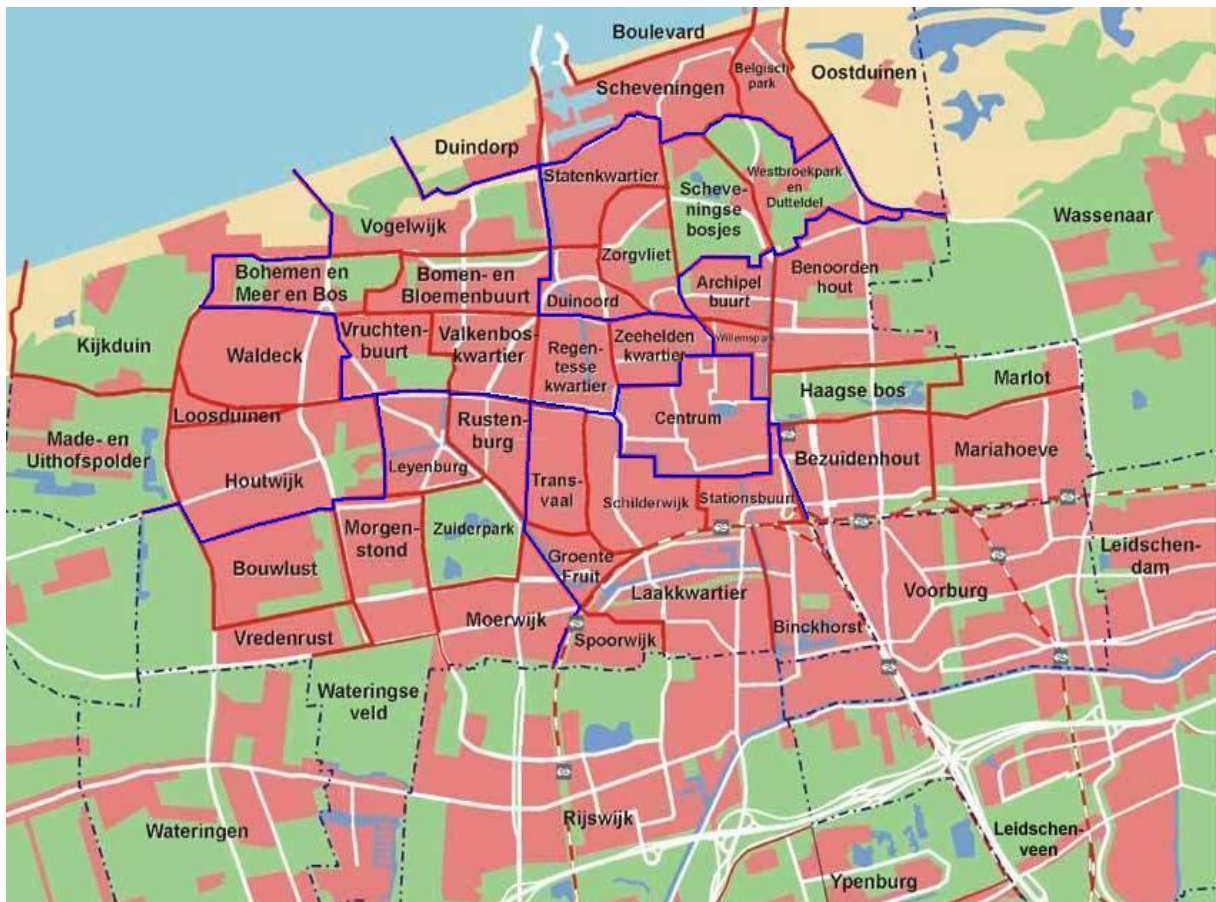 Boulevard
Belgisch
park
Oostduinen
Scheveningen
Duindorp
Statenkwartier
Westbroekpark
en
Dutteldel
Scheve-
ningse
bosjes
Wassenaar
Vogelwijk
Zorgvliet
Bohemen en
Meer en Bos
Bomen- en
Bloemenbuurt
Duinoord
Archipel
buurt
Benoorden
hout
Kijkduin
Waldeck
Vruchten-
buurt
Valkenbos-
kwartier
Regen-
tesse
kwartier
Zeehelden
kwartier
Willemspark
Haagse bos
Marlot
Loosduinen
Rusten-
burg
Centrum
Made- en
Uithofspolder
Houtwijk
Leyenburg
Bezuidenhout
Mariahoeve
Trans-
vaal
Schilderwijk
Stationsbuurt
Morgen-
stond
Zuiderpark
Bouwlust
Groente
Fruit
Laakkwartier
Voorburg
Leidschen-
dam
Vredenrust
Moerwijk
Spoorwijk
Binckhorst
Wateringse
veld
Wateringen
Rijswijk
Leidschen-
veen
Ypenburg